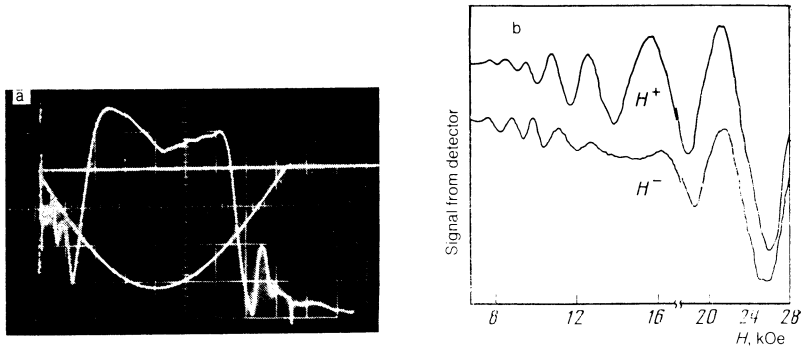 a
b
H⁺
H⁻
Signal from detector
8 12 16 20 24 28
H, kOe